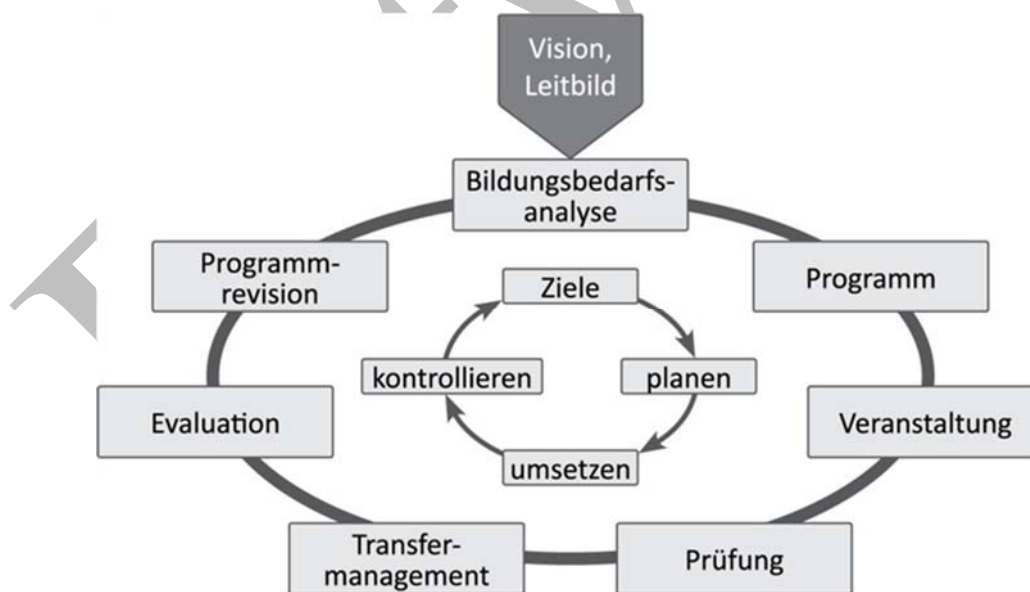 Vision,
Leitbild
Bildungsbedarfs-
analyse
Programm-
revision
Ziele
Programm
kontrollieren
planen
Evaluation
Veranstaltung
umsetzen
Transfer-
management
Prüfung